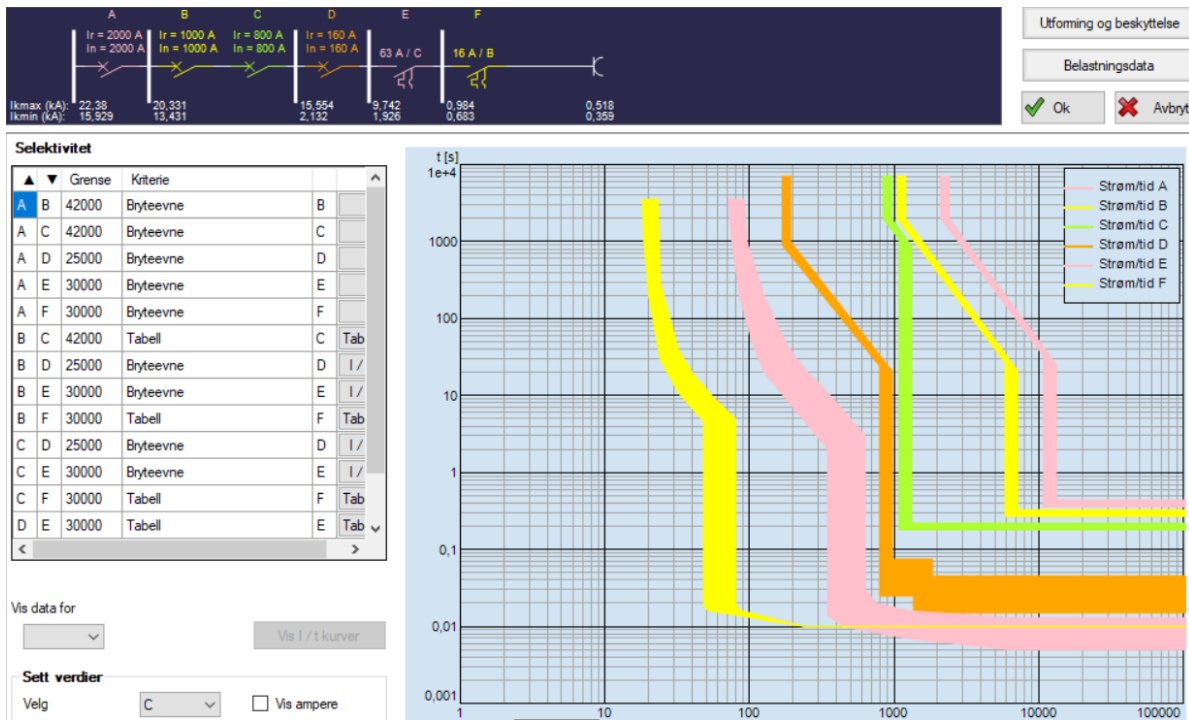 A B C D E F
Ir = 2000 A Ir = 1000 A Ir = 800 A Ir = 160 A
In = 2000 A In = 1000 A In = 800 A In = 160 A 63 A / C 16 A / B
Ikmax (kA): 22,38 20,331 15,554 9,742 0,984 0,518
Ikmin (kA): 15,929 13,431 2,132 1,926 0,683 0,359
Utforming og beskyttelse
Belastningsdata
Ok Avbryt
Selektivitet
▲ ▼ Grense Kriterie
A B 42000 Bryteevne B
A C 42000 Bryteevne C
A D 25000 Bryteevne D
A E 30000 Bryteevne E
A F 30000 Bryteevne F
B C 42000 Tabell C Tab
B D 25000 Bryteevne D I /
B E 30000 Bryteevne E I /
B F 30000 Tabell F Tab
C D 25000 Bryteevne D I /
C E 30000 Bryteevne E I /
C F 30000 Tabell F Tab
D E 30000 Tabell E Tab
Vis data for
Vis I / t kurver
Sett verdier
Velg C Vis ampere
t [s]
1e+4
1000
100
10
1
0,1
0,01
0,001
1 10 100 1000 10000 100000
Strøm/tid A
Strøm/tid B
Strøm/tid C
Strøm/tid D
Strøm/tid E
Strøm/tid F